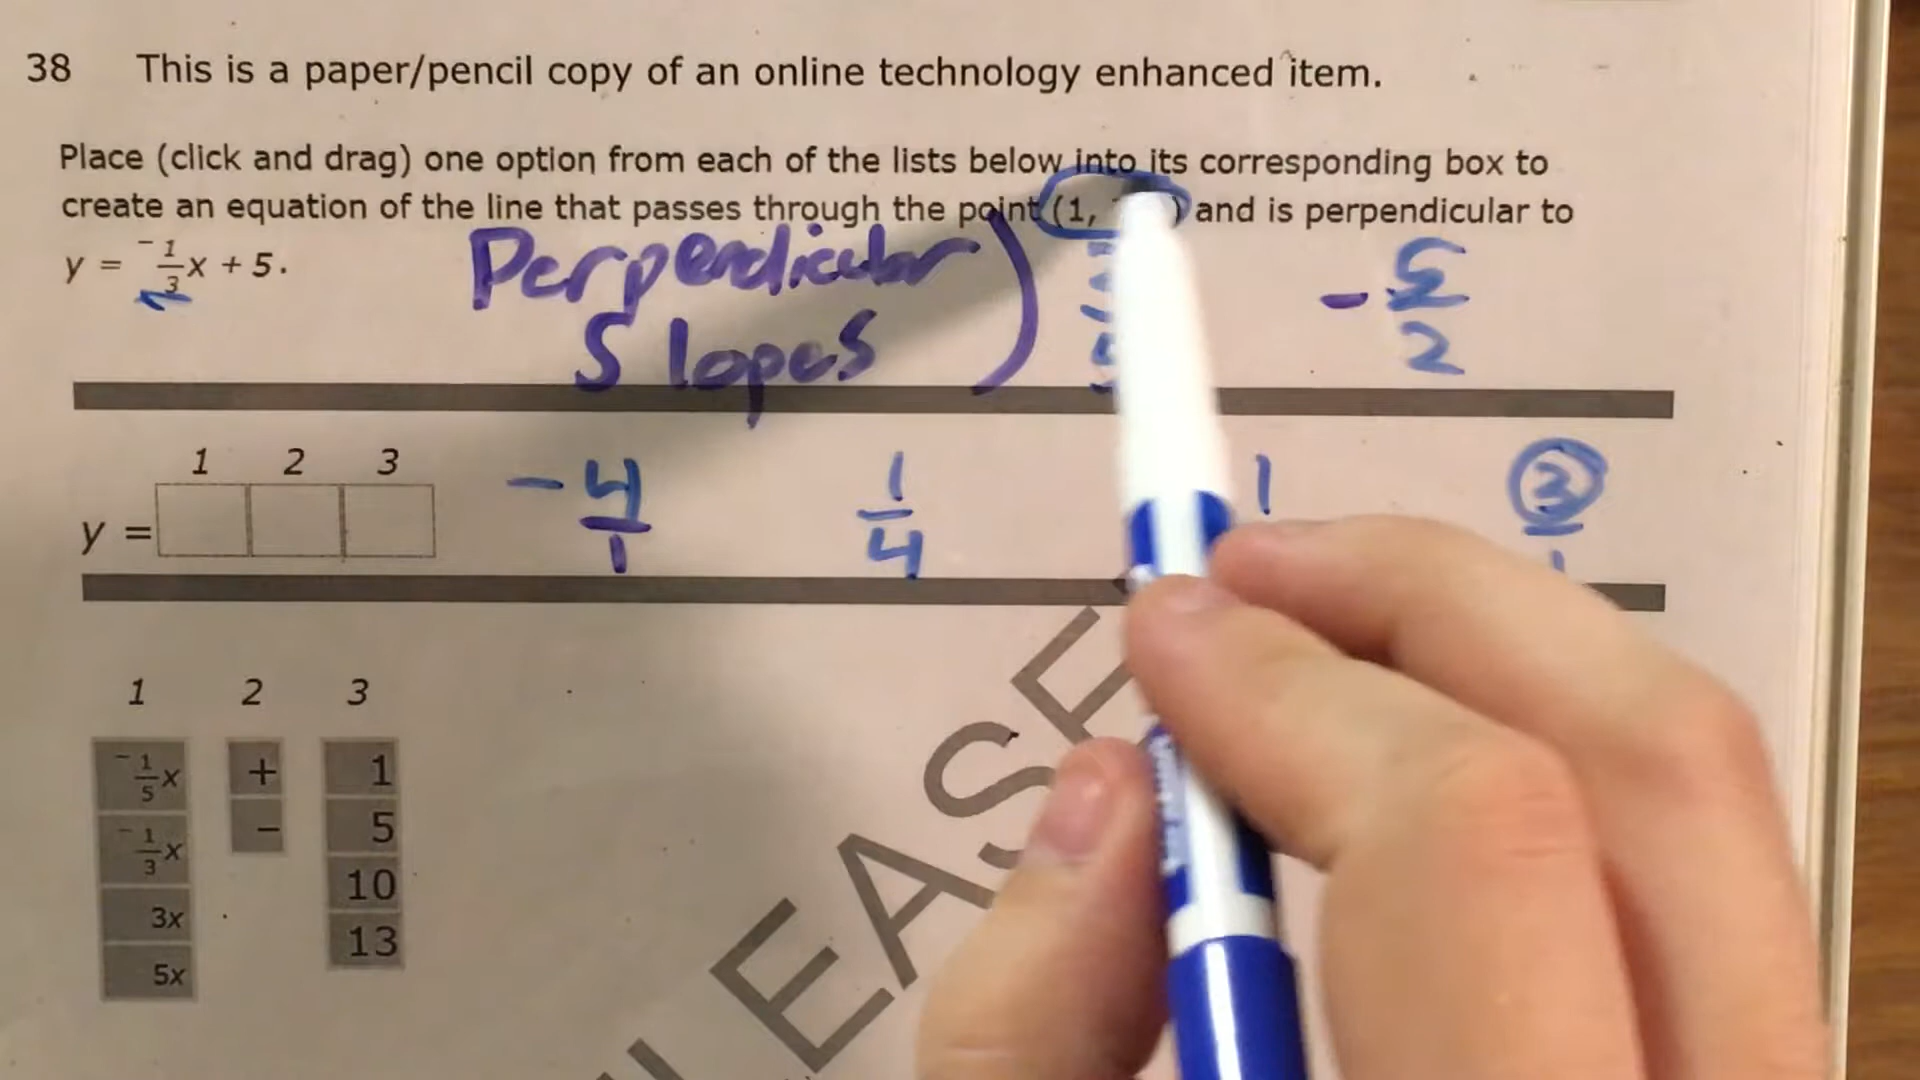 38 This is a paper/pencil copy of an online technology enhanced item.
Place (click and drag) one option from each of the lists below into its corresponding box to
create an equation of the line that passes through the point (1, ) and is perpendicular to
y = -1/3x + 5.
Perpendicular
Slopes
- 5/2
1 2 3
y =
-4/1 1/4 1 3
1 2 3
-1/5x + 1
-1/3x - 5
3x 10
5x 13